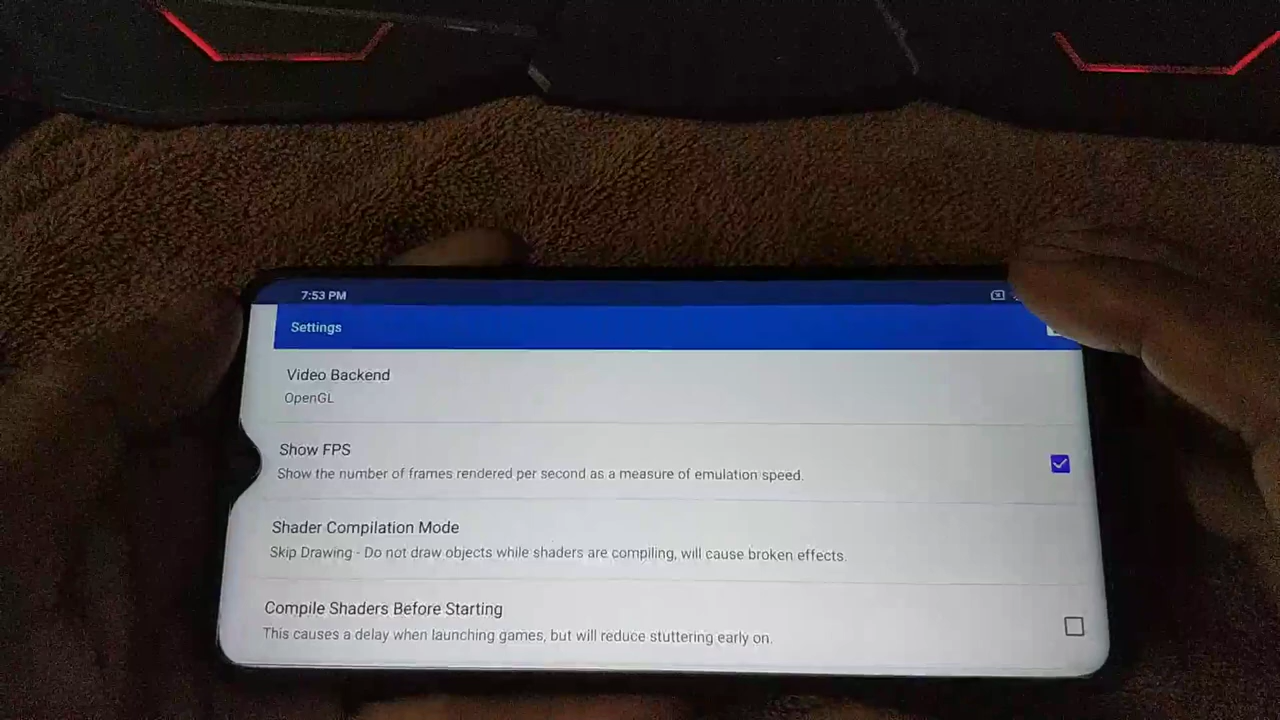 7:53 PM
Settings
Video Backend
OpenGL
Show FPS
Show the number of frames rendered per second as a measure of emulation speed.
Shader Compilation Mode
Skip Drawing - Do not draw objects while shaders are compiling, will cause broken effects.
Compile Shaders Before Starting
This causes a delay when launching games, but will reduce stuttering early on.